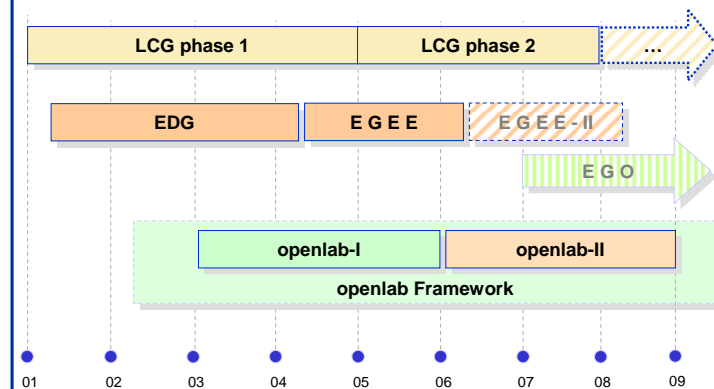 LCG phase 1 LCG phase 2 ...
EDG E G E E E G E E - II
E G O
openlab-I openlab-II
openlab Framework
01 02 03 04 05 06 07 08 09